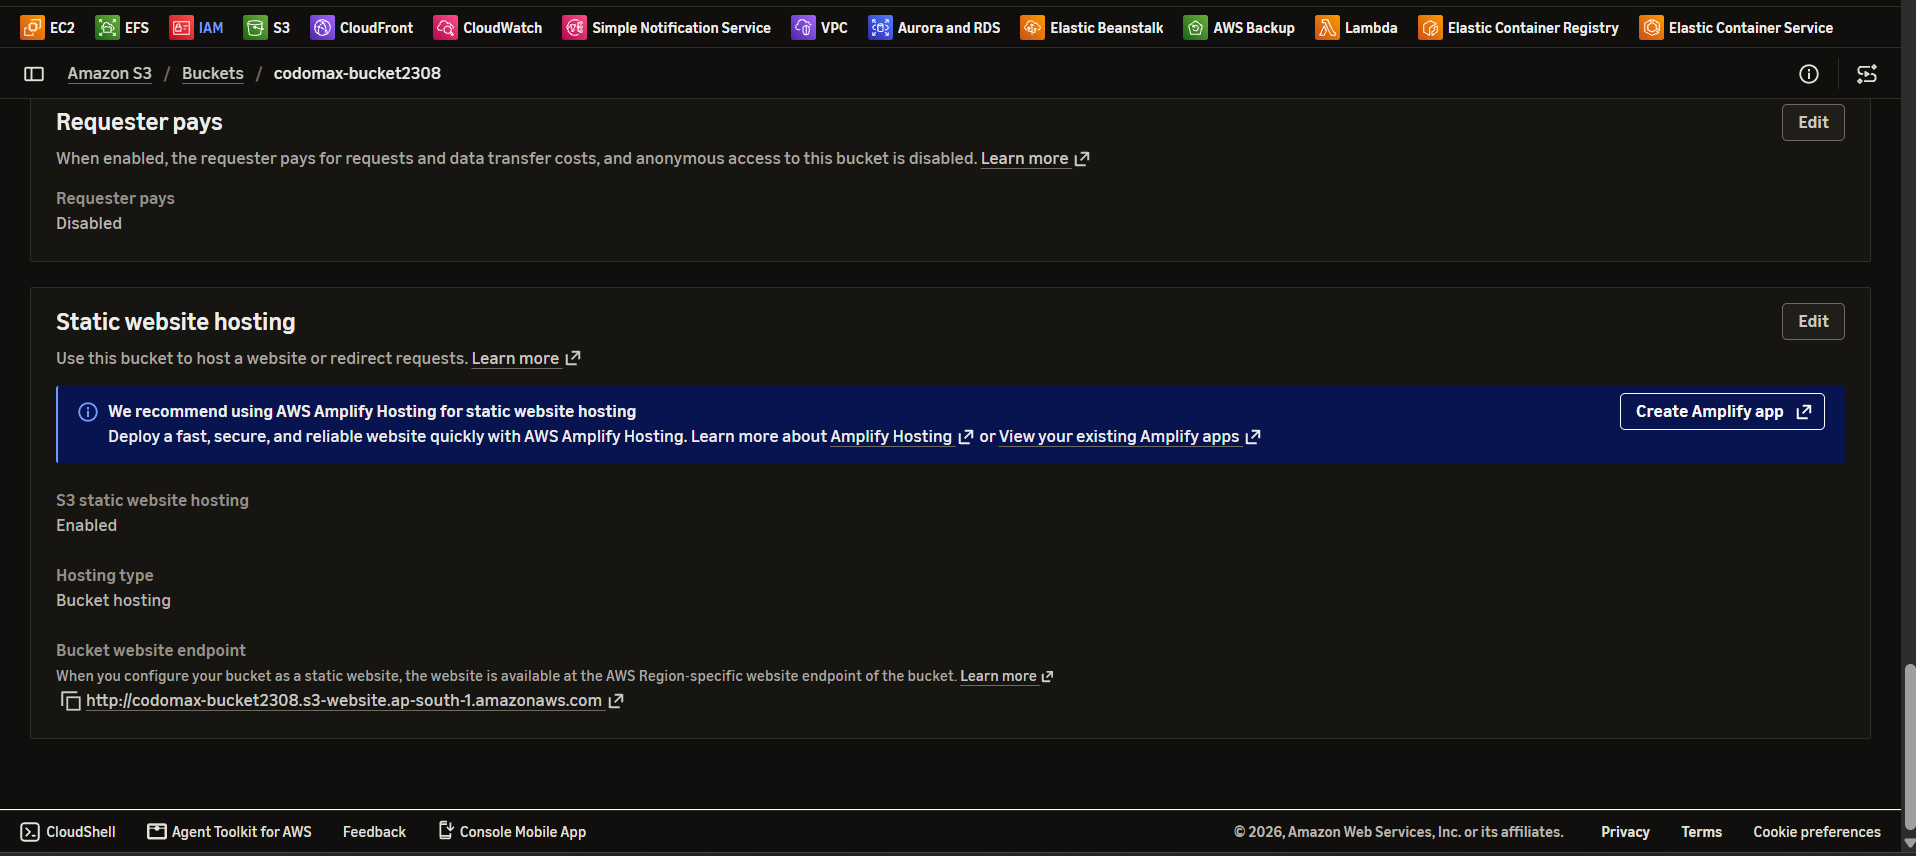 EC2 EFS IAM S3 CloudFront CloudWatch Simple Notification Service VPC Aurora and RDS Elastic Beanstalk AWS Backup Lambda Elastic Container Registry Elastic Container Service
Amazon S3 / Buckets / codomax-bucket2308
Requester pays
Edit
When enabled, the requester pays for requests and data transfer costs, and anonymous access to this bucket is disabled. Learn more
Requester pays
Disabled
Static website hosting
Edit
Use this bucket to host a website or redirect requests. Learn more
We recommend using AWS Amplify Hosting for static website hosting
Create Amplify app
Deploy a fast, secure, and reliable website quickly with AWS Amplify Hosting. Learn more about Amplify Hosting or View your existing Amplify apps
S3 static website hosting
Enabled
Hosting type
Bucket hosting
Bucket website endpoint
When you configure your bucket as a static website, the website is available at the AWS Region-specific website endpoint of the bucket. Learn more
http://codomax-bucket2308.s3-website.ap-south-1.amazonaws.com
CloudShell Agent Toolkit for AWS Feedback Console Mobile App © 2026, Amazon Web Services, Inc. or its affiliates. Privacy Terms Cookie preferences